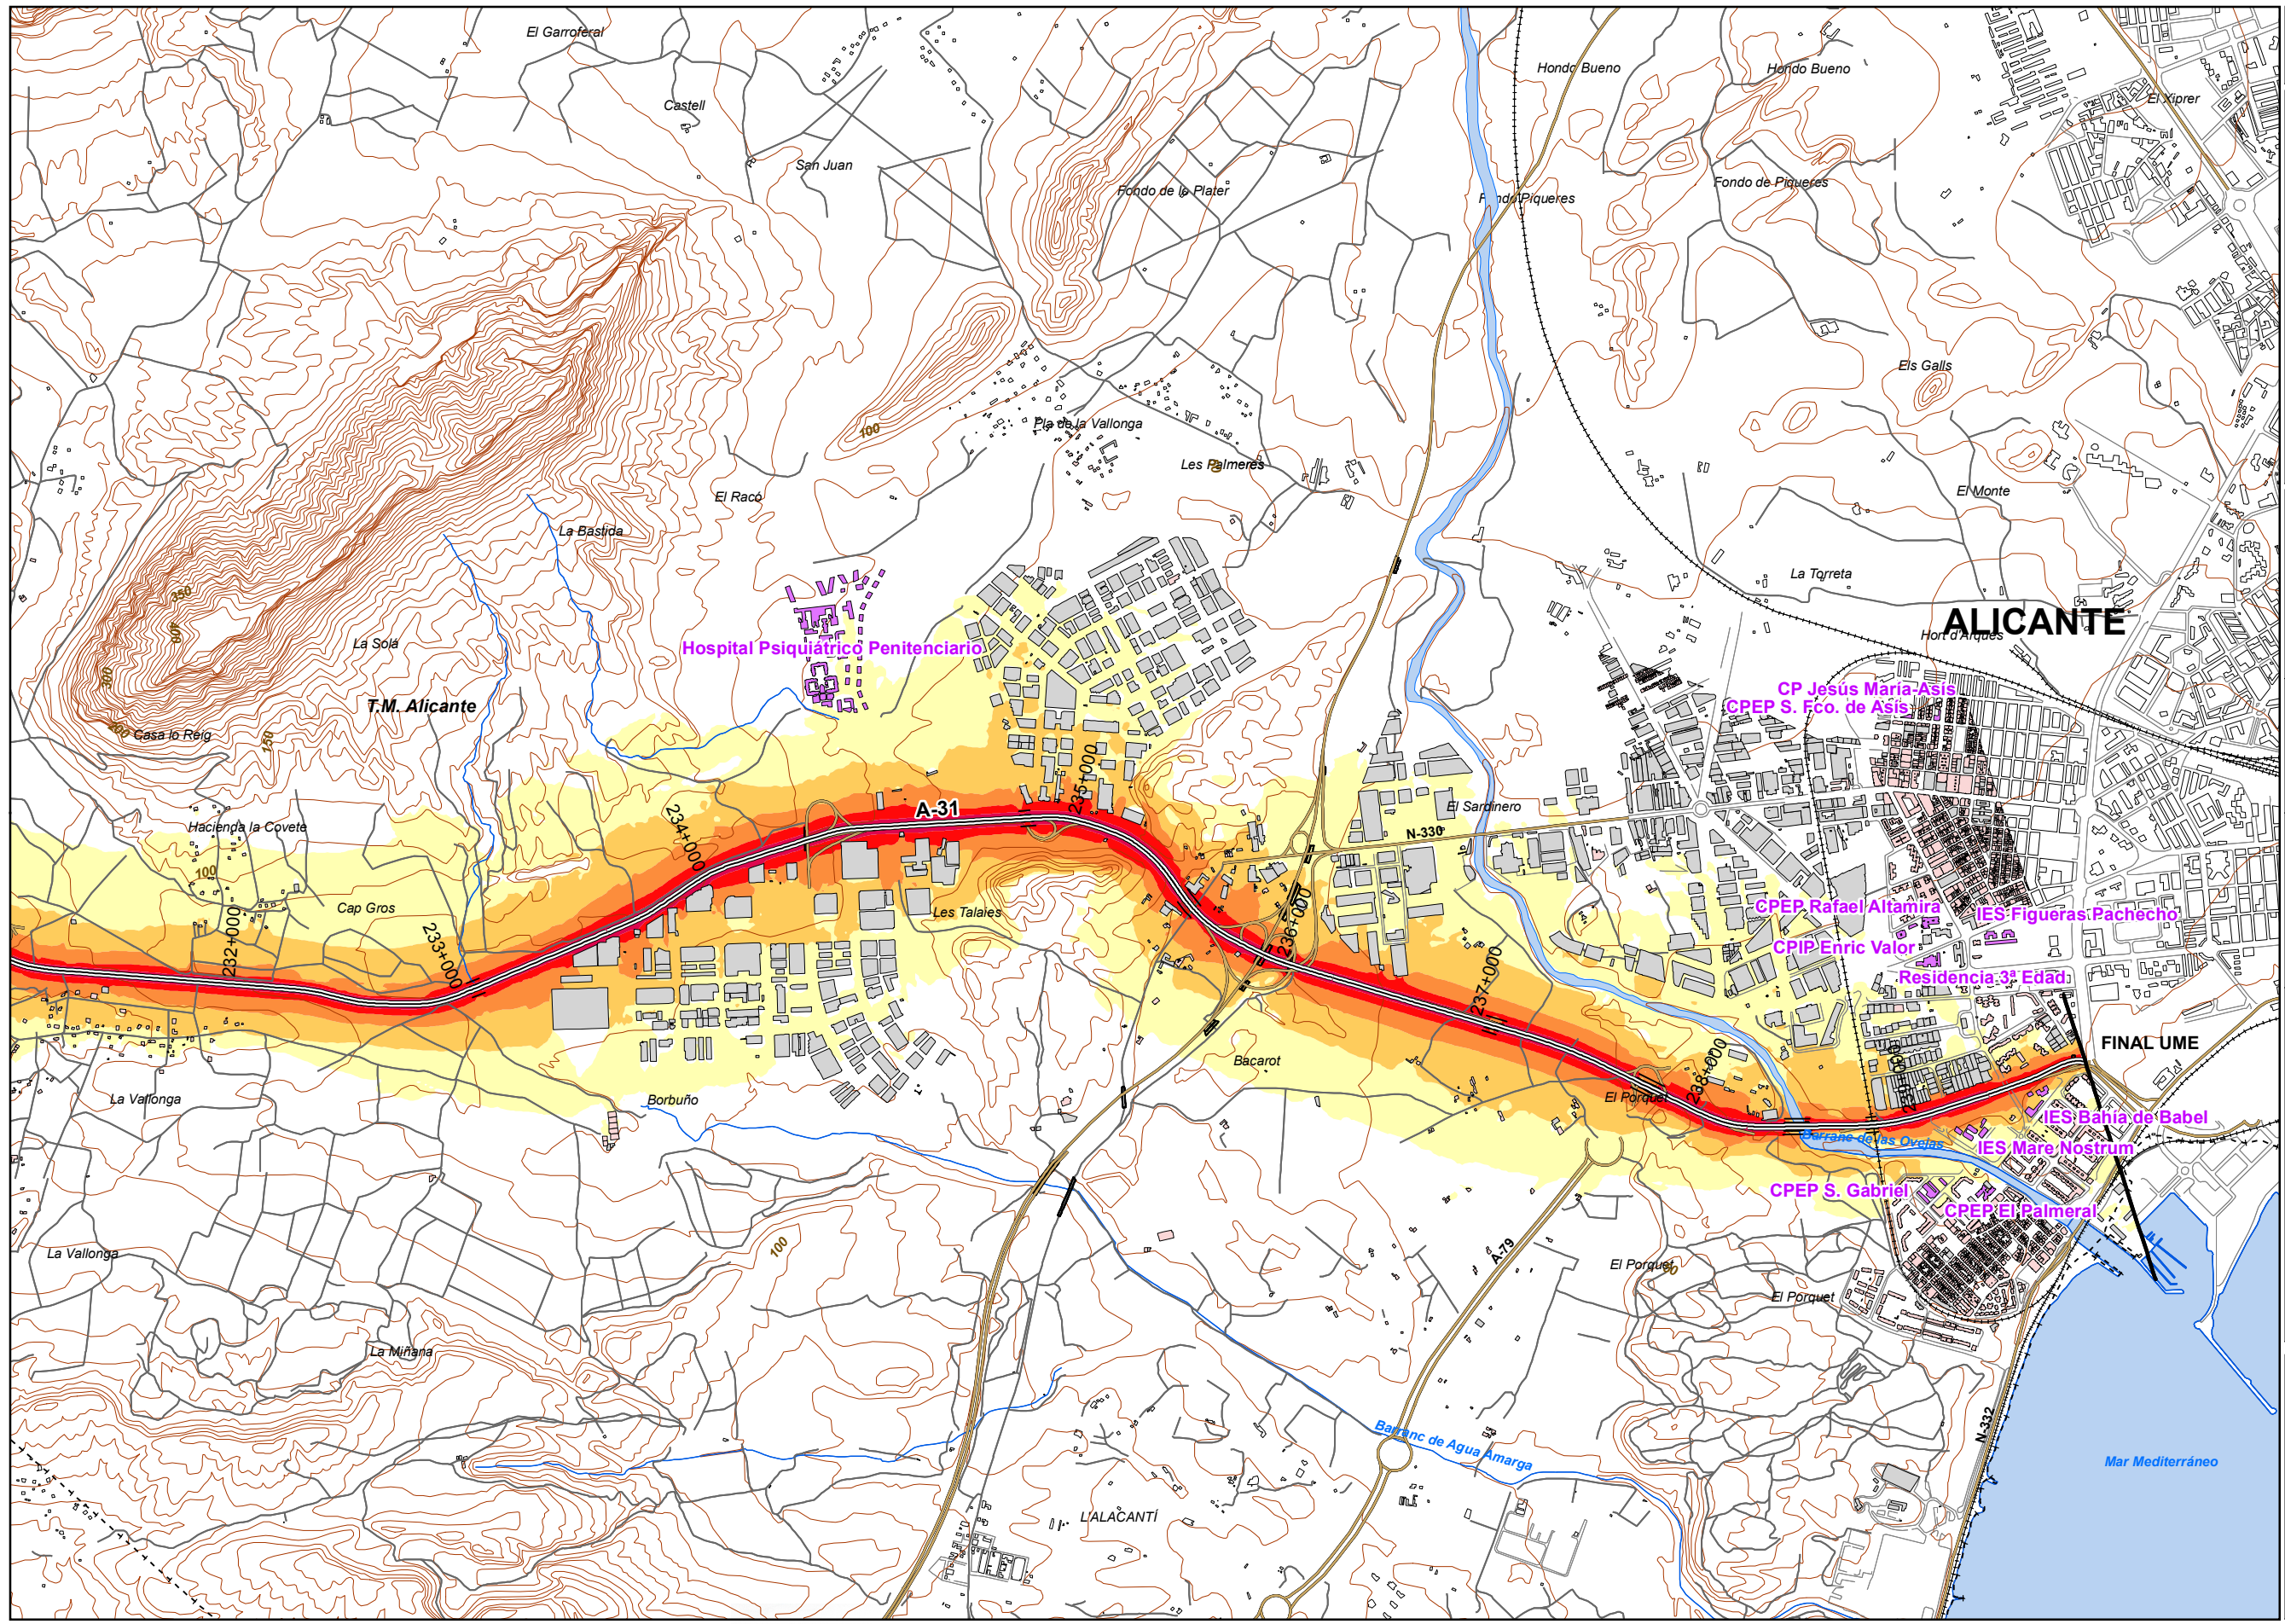 El Garroferal
Hondo Bueno
Hondo Bueno
El Xiprer
Castell
San Juan
Fondo de la Plater
Fondo Piqueres
Fondo de Piqueres
Els Galls
100
Pla de la Vallonga
Les Palmeres
El Racó
El Monte
La Bastida
La Torreta
350
400
300
200
150
ALICANTE
Hort d'Arques
La Solá
Hospital Psiquiátrico Penitenciario
T.M. Alicante
Casa lo Reig
CP Jesús María-Asís
CPEP S. Fco. de Asís
235+000
A-31
El Sardinero
N-330
234+000
Hacienda la Covete
100
Cap Gros
Les Talaies
232+000
233+000
236+000
237+000
CPEP Rafael Altamira
IES Figueras Pachecho
CPIP Enric Valor
Residencia 3ª Edad
FINAL UME
Bacarot
238+000
El Porquet
La Vallonga
Borbuño
IES Bahía de Babel
Barranc de las Ovejas
IES Mare Nostrum
CPEP S. Gabriel
CPEP El Palmeral
La Vallonga
100
A-79
El Porquet
El Porquet
La Miñana
N-332
Barranc de Agua Amarga
Mar Mediterráneo
L'ALACANTÍ